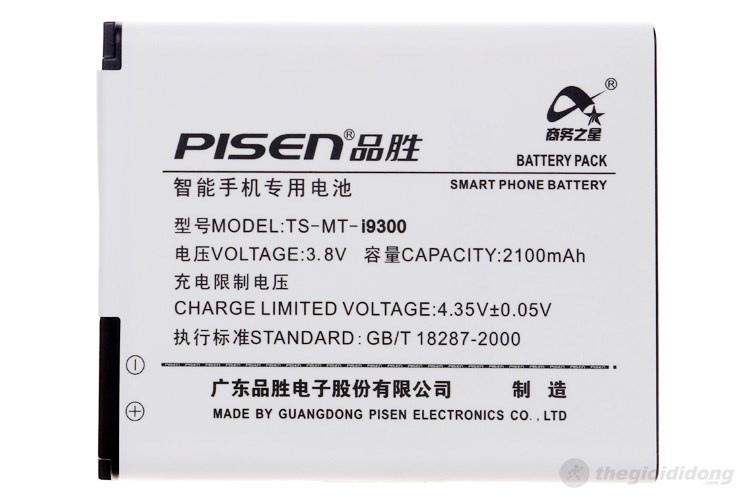 ®
商务之星
PISEN®品胜
BATTERY PACK
智能手机专用电池
SMART PHONE BATTERY
型号MODEL:TS-MT-i9300
电压VOLTAGE:3.8V 容量CAPACITY:2100mAh
充电限制电压
CHARGE LIMITED VOLTAGE:4.35V±0.05V
执行标准STANDARD: GB/T 18287-2000
广东品胜电子股份有限公司 制 造
MADE BY GUANGDONG PISEN ELECTRONICS CO. , LTD
thegioididong
.com